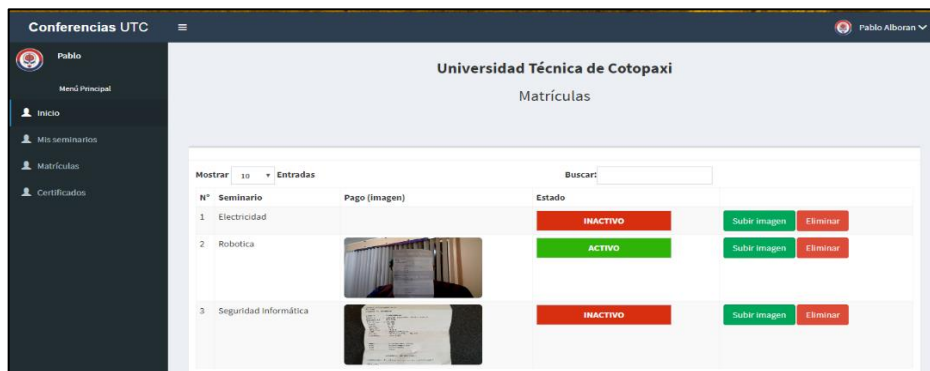 Conferencias UTC
Pablo Alboran
Pablo
Menú Principal
Inicio
Mis seminarios
Matrículas
Certificados
Universidad Técnica de Cotopaxi
Matrículas
Mostrar 10 Entradas
Buscar:
N° Seminario Pago (imagen) Estado
1 Electricidad INACTIVO Subir imagen Eliminar
2 Robotica ACTIVO Subir imagen Eliminar
3 Seguridad Informática INACTIVO Subir imagen Eliminar